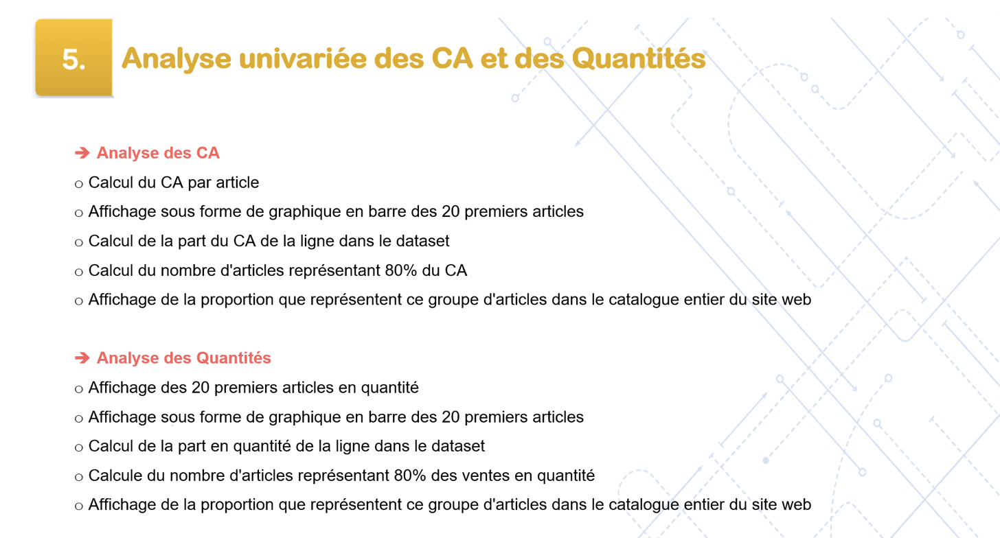 5.
Analyse univariée des CA et des Quantités
➔ Analyse des CA
o Calcul du CA par article
o Affichage sous forme de graphique en barre des 20 premiers articles
o Calcul de la part du CA de la ligne dans le dataset
o Calcul du nombre d'articles représentant 80% du CA
o Affichage de la proportion que représentent ce groupe d'articles dans le catalogue entier du site web
➔ Analyse des Quantités
o Affichage des 20 premiers articles en quantité
o Affichage sous forme de graphique en barre des 20 premiers articles
o Calcul de la part en quantité de la ligne dans le dataset
o Calcule du nombre d'articles représentant 80% des ventes en quantité
o Affichage de la proportion que représentent ce groupe d'articles dans le catalogue entier du site web